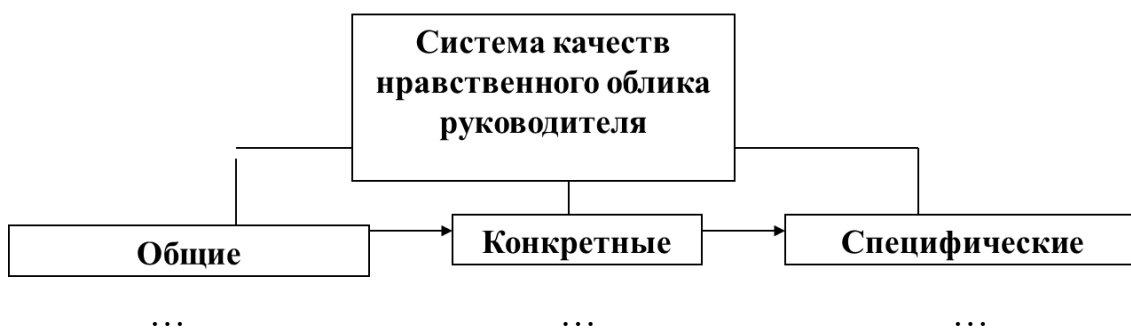 Система качеств
нравственного облика
руководителя
Общие
Конкретные
Специфические
...
...
...